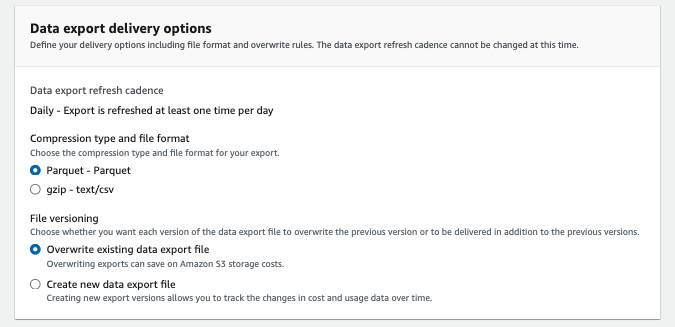 Data export delivery options
Define your delivery options including file format and overwrite rules. The data export refresh cadence cannot be changed at this time.
Data export refresh cadence
Daily - Export is refreshed at least one time per day
Compression type and file format
Choose the compression type and file format for your export.
Parquet - Parquet
gzip - text/csv
File versioning
Choose whether you want each version of the data export file to overwrite the previous version or to be delivered in addition to the previous versions.
Overwrite existing data export file
Overwriting exports can save on Amazon S3 storage costs.
Create new data export file
Creating new export versions allows you to track the changes in cost and usage data over time.